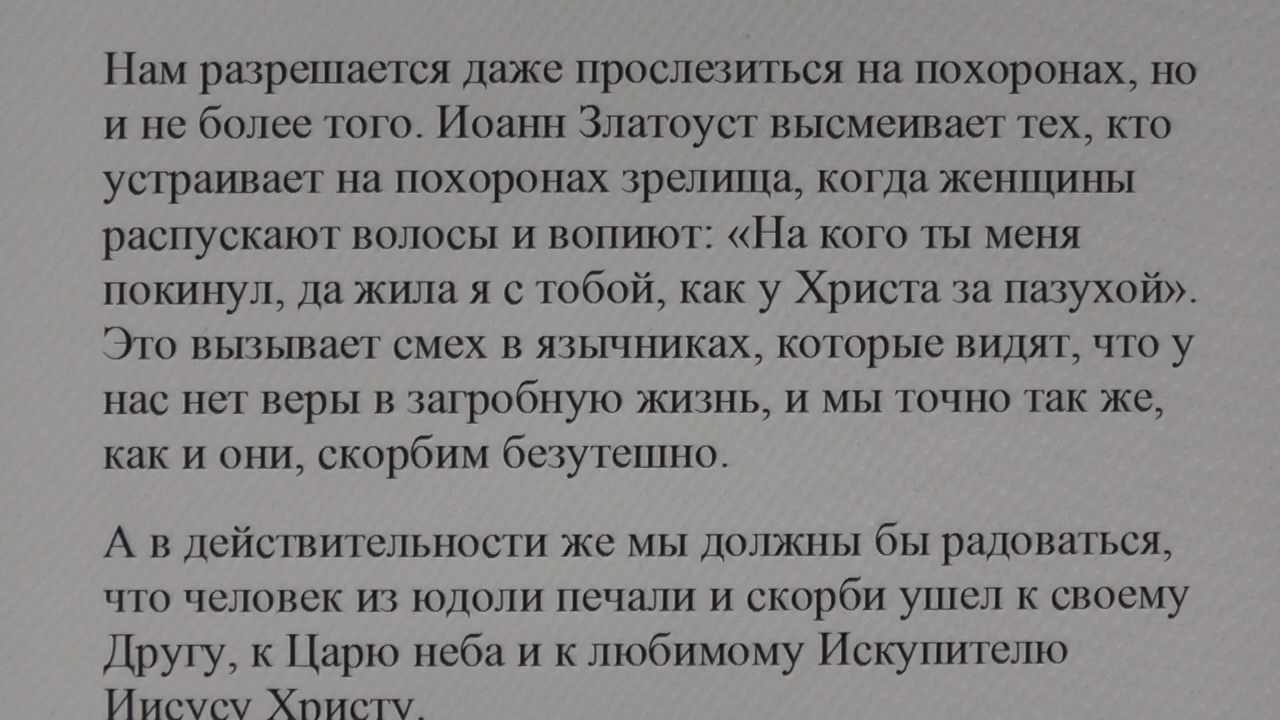 Нам разрешается даже прослезиться на похоронах, но
и не более того. Иоанн Златоуст высмеивает тех, кто
устраивает на похоронах зрелища, когда женщины
распускают волосы и вопиют: «На кого ты меня
покинул, да жила я с тобой, как у Христа за пазухой».
Это вызывает смех в язычниках, которые видят, что у
нас нет веры в загробную жизнь, и мы точно так же,
как и они, скорбим безутешно.
А в действительности же мы должны бы радоваться,
что человек из юдоли печали и скорби ушел к своему
Другу, к Царю неба и к любимому Искупителю
Иисусу Христу.